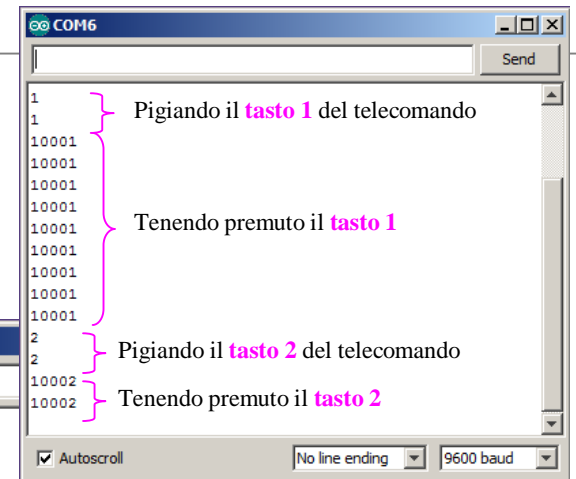 COM6
Send
1
1
Pigiando il tasto 1 del telecomando
10001
10001
10001
10001
10001
10001
10001
10001
10001
Tenendo premuto il tasto 1
2
2
Pigiando il tasto 2 del telecomando
10002
10002
Tenendo premuto il tasto 2
Autoscroll
No line ending
9600 baud